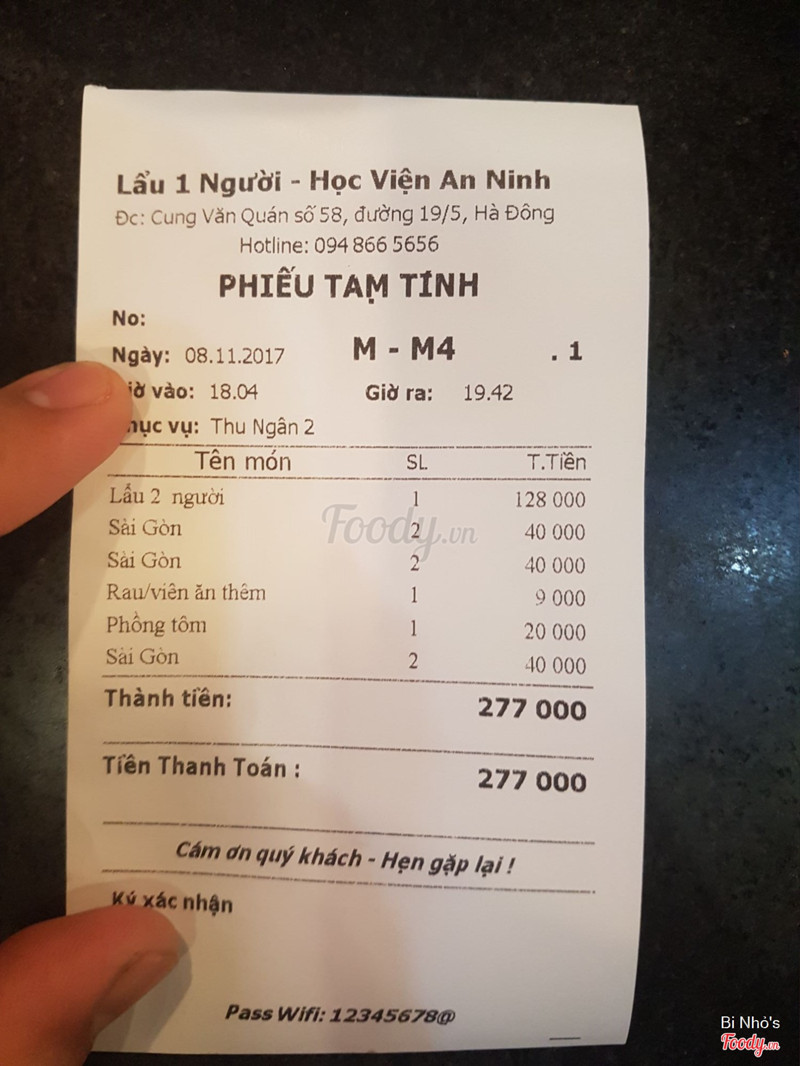 Lẩu 1 Người - Học Viện An Ninh
Đc: Cung Văn Quán số 58, đường 19/5, Hà Đông
Hotline: 094 866 5656
PHIẾU TẠM TÍNH
No:
Ngày: 08.11.2017 M - M4 . 1
iờ vào: 18.04 Giờ ra: 19.42
hục vụ: Thu Ngân 2
Tên món SL T.Tiền
Lẩu 2 người 1 128 000
Sài Gòn 2 40 000
Foody.vn
Sài Gòn 2 40 000
Rau/viên ăn thêm 1 9 000
Phồng tôm 1 20 000
Sài Gòn 2 40 000
Thành tiền: 277 000
Tiền Thanh Toán : 277 000
Cám ơn quý khách - Hẹn gặp lại !
Ký xác nhận
Pass Wifi: 12345678@
Bi Nhỏ's
Foody.vn